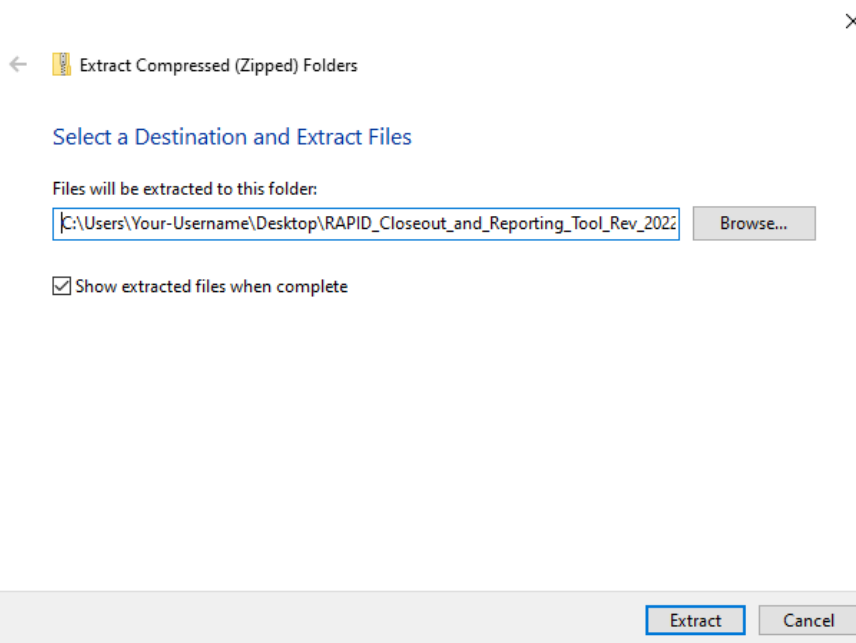 Extract Compressed (Zipped) Folders
Select a Destination and Extract Files
Files will be extracted to this folder:
C:\Users\Your-Username\Desktop\RAPID_Closeout_and_Reporting_Tool_Rev_2022
Browse...
Show extracted files when complete
Extract
Cancel